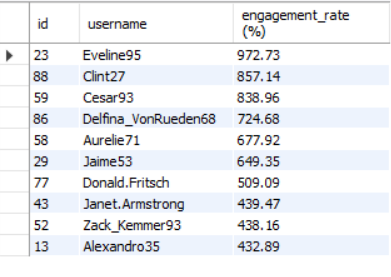 id username engagement_rate (%)
23 Eveline95 972.73
88 Clint27 857.14
59 Cesar93 838.96
86 Delfina_VonRueden68 724.68
58 Aurelie71 677.92
29 Jaime53 649.35
77 Donald.Fritsch 509.09
43 Janet.Armstrong 439.47
52 Zack_Kemmer93 438.16
13 Alexandro35 432.89